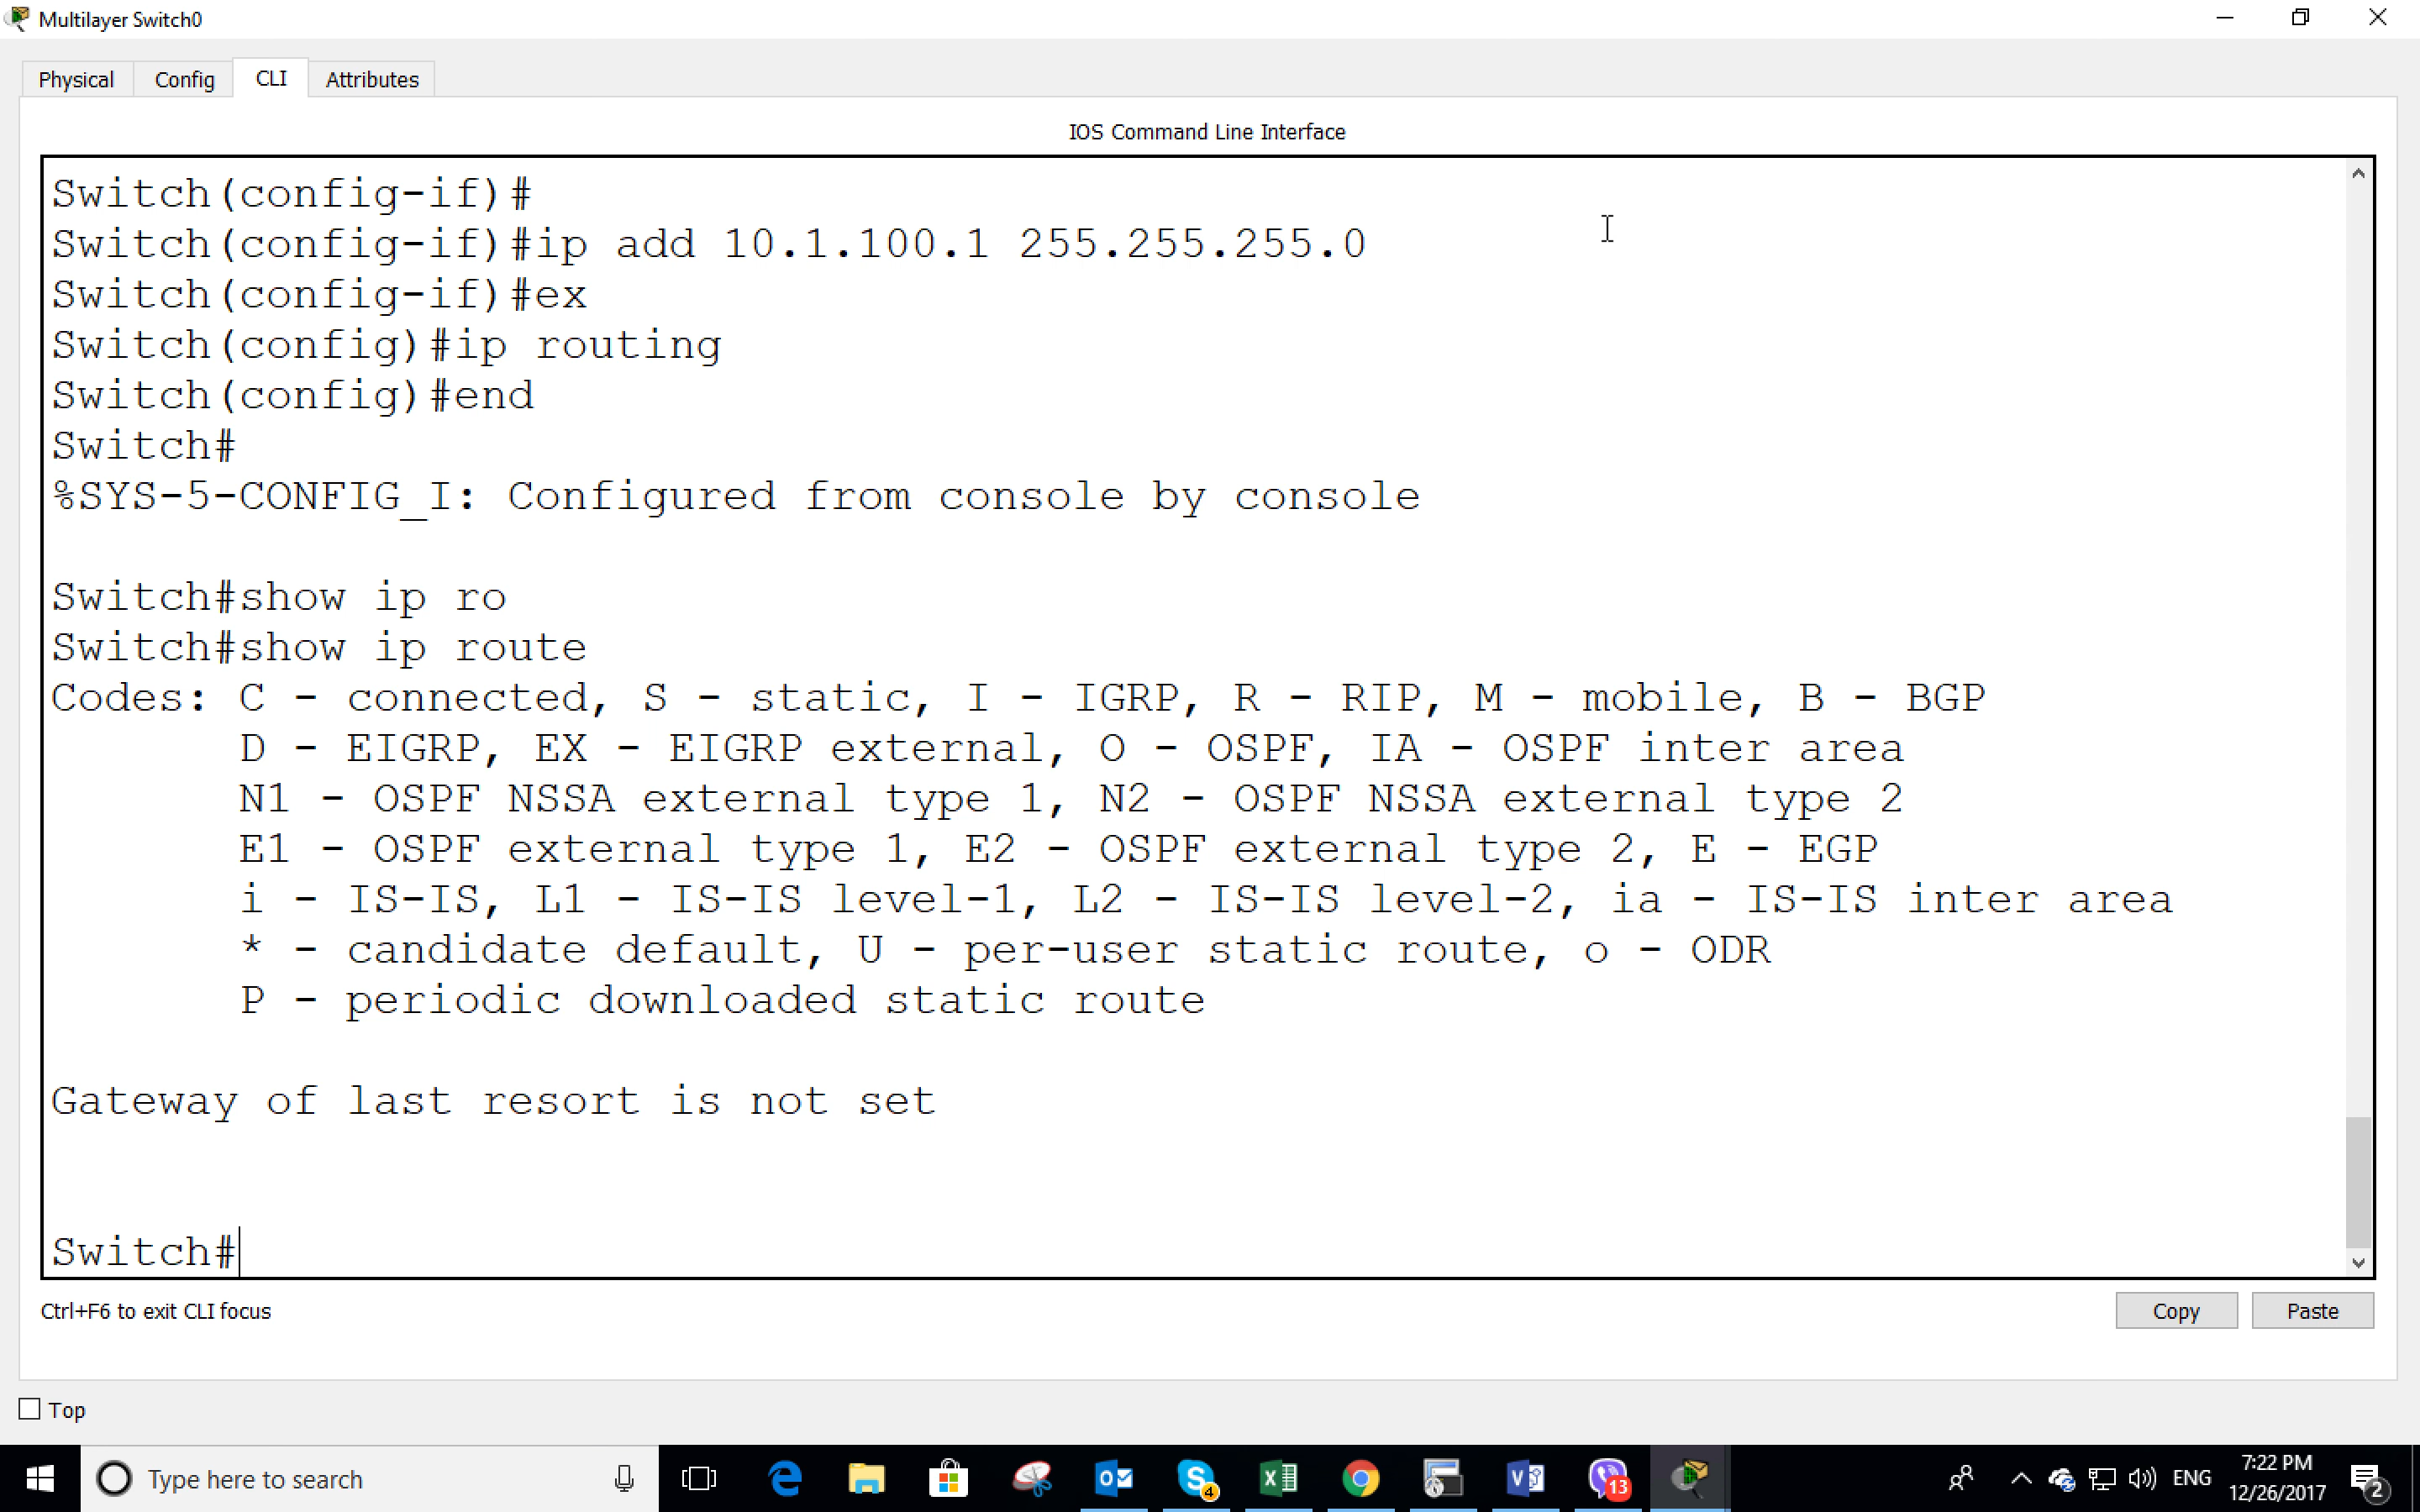 Multilayer Switch0
Physical Config CLI Attributes
IOS Command Line Interface
Switch(config-if)#
Switch(config-if)#ip add 10.1.100.1 255.255.255.0
Switch(config-if)#ex
Switch(config)#ip routing
Switch(config)#end
Switch#
%SYS-5-CONFIG_I: Configured from console by console
Switch#show ip ro
Switch#show ip route
Codes: C - connected, S - static, I - IGRP, R - RIP, M - mobile, B - BGP
D - EIGRP, EX - EIGRP external, O - OSPF, IA - OSPF inter area
N1 - OSPF NSSA external type 1, N2 - OSPF NSSA external type 2
E1 - OSPF external type 1, E2 - OSPF external type 2, E - EGP
i - IS-IS, L1 - IS-IS level-1, L2 - IS-IS level-2, ia - IS-IS inter area
* - candidate default, U - per-user static route, o - ODR
P - periodic downloaded static route
Gateway of last resort is not set
Switch#
Ctrl+F6 to exit CLI focus
Copy Paste
Top
Type here to search
4
13
ENG
7:22 PM
12/26/2017
2